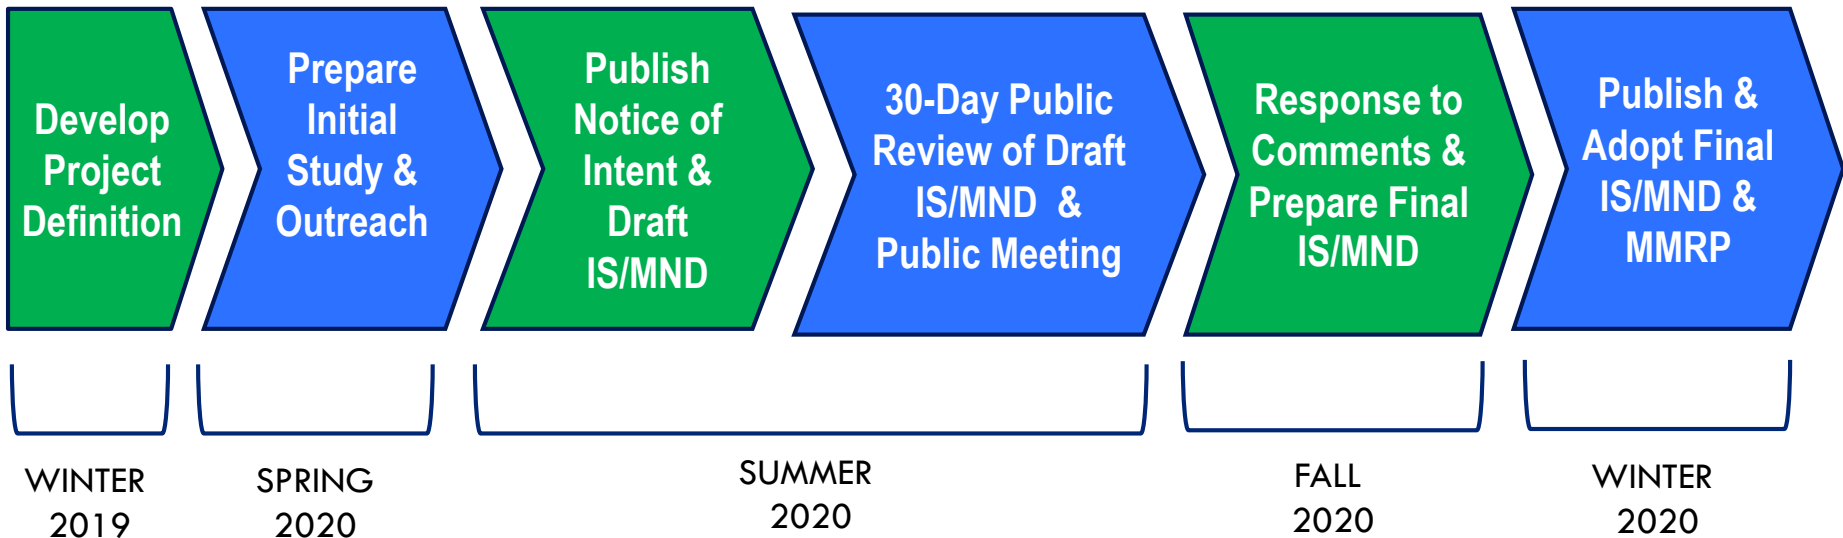 Develop
Project
Definition
Prepare
Initial
Study &
Outreach
Publish
Notice of
Intent &
Draft
IS/MND
30-Day Public
Review of Draft
IS/MND &
Public Meeting
Response to
Comments &
Prepare Final
IS/MND
Publish &
Adopt Final
IS/MND &
MMRP
WINTER
2019
SPRING
2020
SUMMER
2020
FALL
2020
WINTER
2020